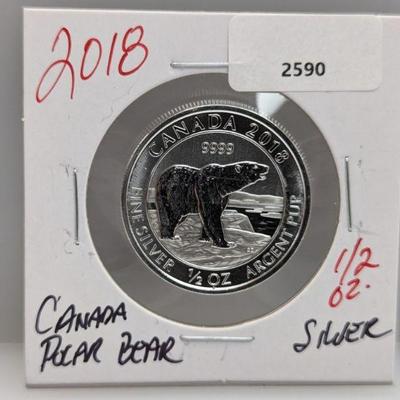 2018
2590
CANADA 2018
9999
FINE SILVER 1/2 OZ ARGENT PUR
CANADA
POLAR BEAR
1/2
OZ.
SILVER